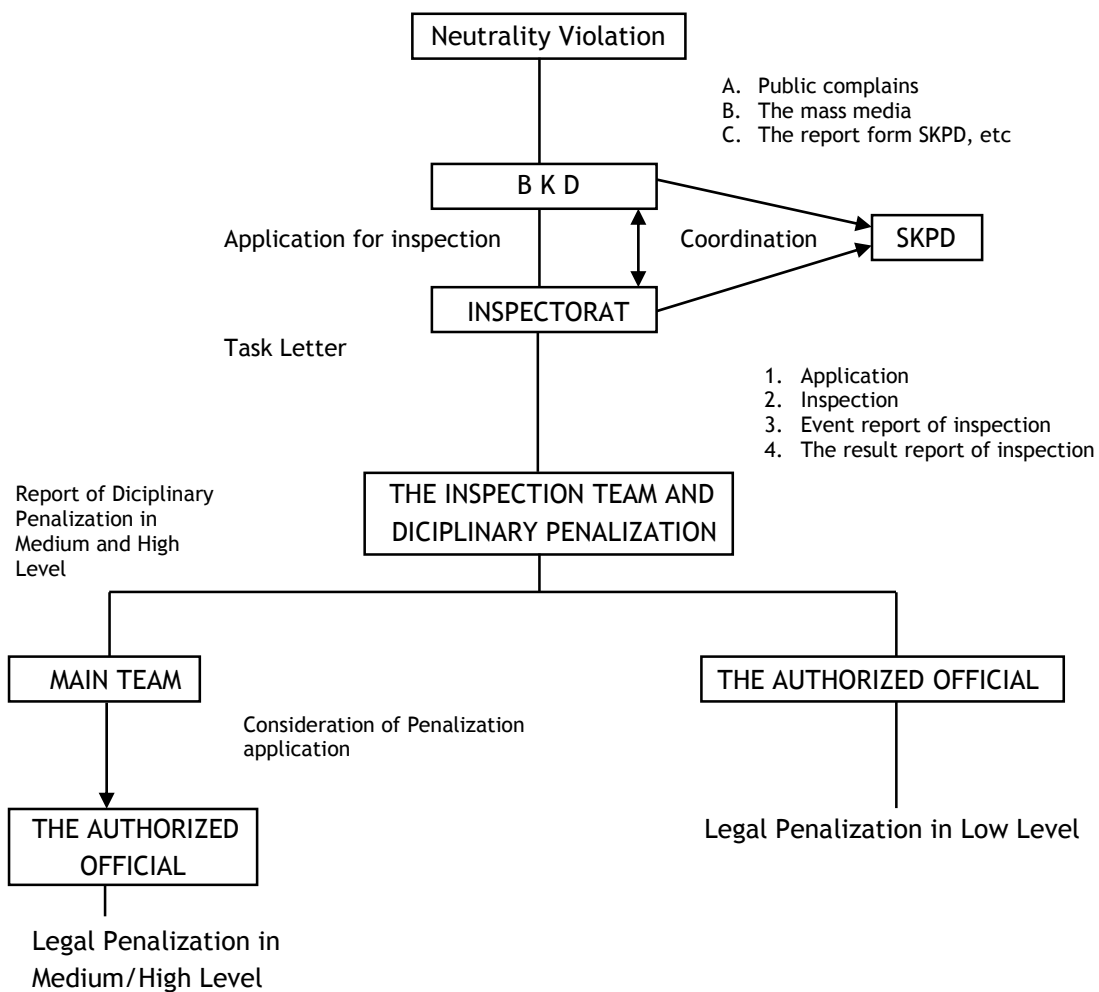 Neutrality Violation
A. Public complains
B. The mass media
C. The report form SKPD, etc
B K D
Application for inspection
Coordination
SKPD
INSPECTORAT
Task Letter
1. Application
2. Inspection
3. Event report of inspection
4. The result report of inspection
Report of Diciplinary
Penalization in
Medium and High
Level
THE INSPECTION TEAM AND
DICIPLINARY PENALIZATION
MAIN TEAM
THE AUTHORIZED OFFICIAL
Consideration of Penalization
application
THE AUTHORIZED
OFFICIAL
Legal Penalization in Low Level
Legal Penalization in
Medium/High Level